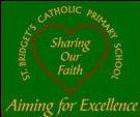 ST. BRIDGET'S CATHOLIC PRIMARY SCHOOL
Sharing
Our
Faith
Aiming for Excellence